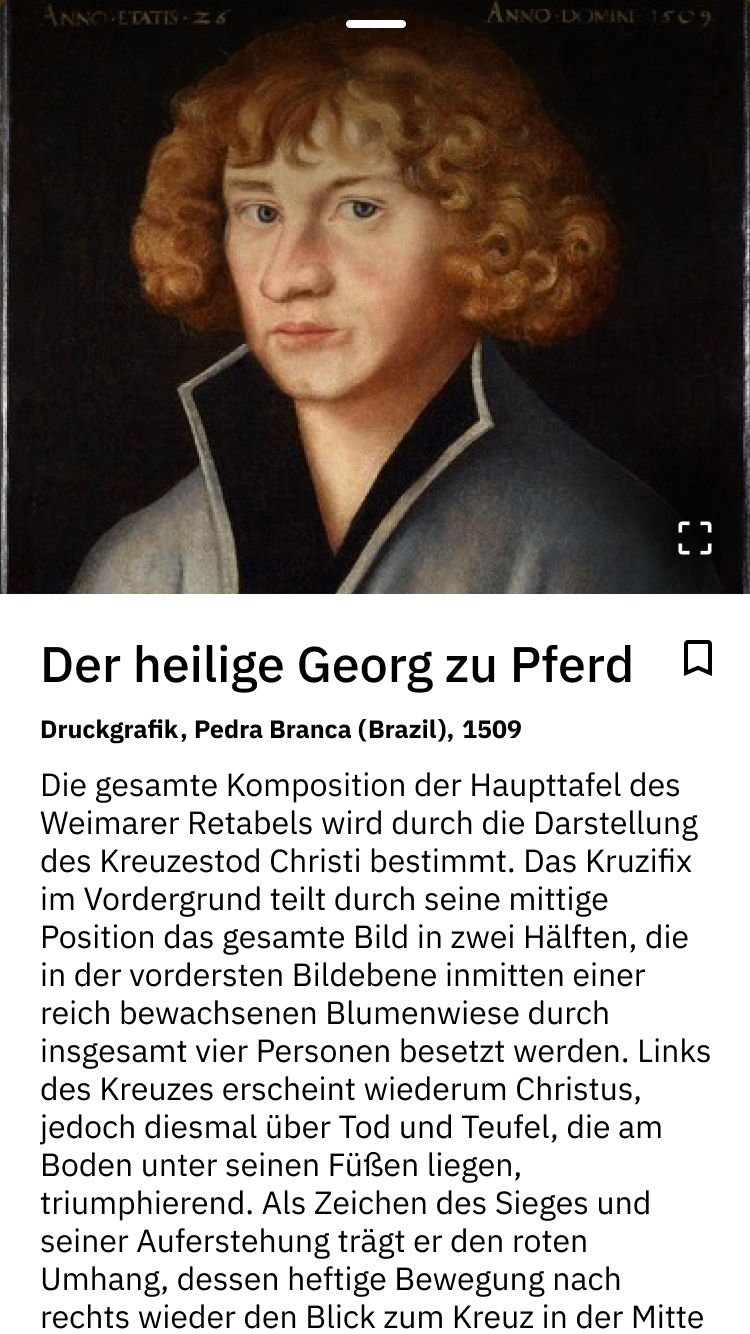 ANNO·ETATIS·26
ANNO·DOMINI·1509
Der heilige Georg zu Pferd
Druckgrafik, Pedra Branca (Brazil), 1509
Die gesamte Komposition der Haupttafel des
Weimarer Retabels wird durch die Darstellung
des Kreuzestod Christi bestimmt. Das Kruzifix
im Vordergrund teilt durch seine mittige
Position das gesamte Bild in zwei Hälften, die
in der vordersten Bildebene inmitten einer
reich bewachsenen Blumenwiese durch
insgesamt vier Personen besetzt werden. Links
des Kreuzes erscheint wiederum Christus,
jedoch diesmal über Tod und Teufel, die am
Boden unter seinen Füßen liegen,
triumphierend. Als Zeichen des Sieges und
seiner Auferstehung trägt er den roten
Umhang, dessen heftige Bewegung nach
rechts wieder den Blick zum Kreuz in der Mitte